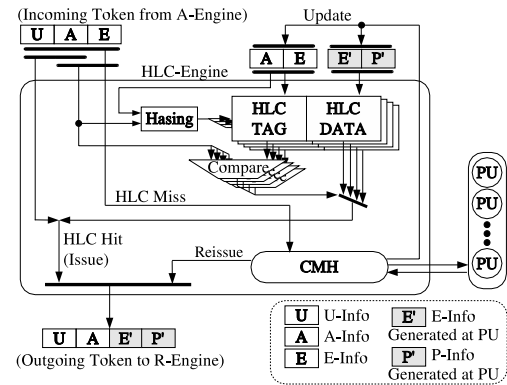 (Incoming Token from A-Engine)
Update
U A E
A E
E' P'
HLC-Engine
Hasing
HLC TAG
HLC DATA
Compare
HLC Miss
PU
PU
PU
HLC Hit
(Issue)
Reissue
CMH
U A E' P'
(Outgoing Token to R-Engine)
U U-Info
A A-Info
E E-Info
E' E-Info
Generated at PU
P' P-Info
Generated at PU